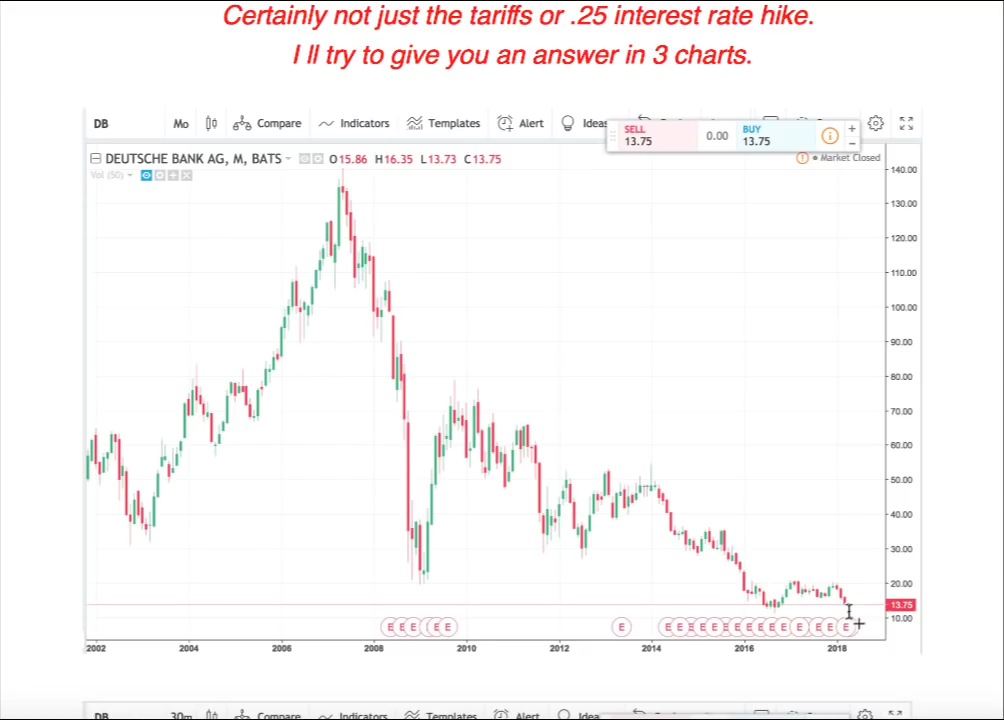 Certainly not just the tariffs or .25 interest rate hike.
I ll try to give you an answer in 3 charts.
DB Mo Compare Indicators Templates Alert Ideas
SELL 13.75 0.00 BUY 13.75
DEUTSCHE BANK AG, M, BATS O15.86 H16.35 L13.73 C13.75
Market Closed
Vol (50)
140.00
130.00
120.00
110.00
100.00
90.00
80.00
70.00
60.00
50.00
40.00
30.00
20.00
13.75
10.00
E E E E E E E E E E E E E E E E E E E E E
2002 2004 2006 2008 2010 2012 2014 2016 2018
DB 30m Compare Indicators Templates Alert Idea